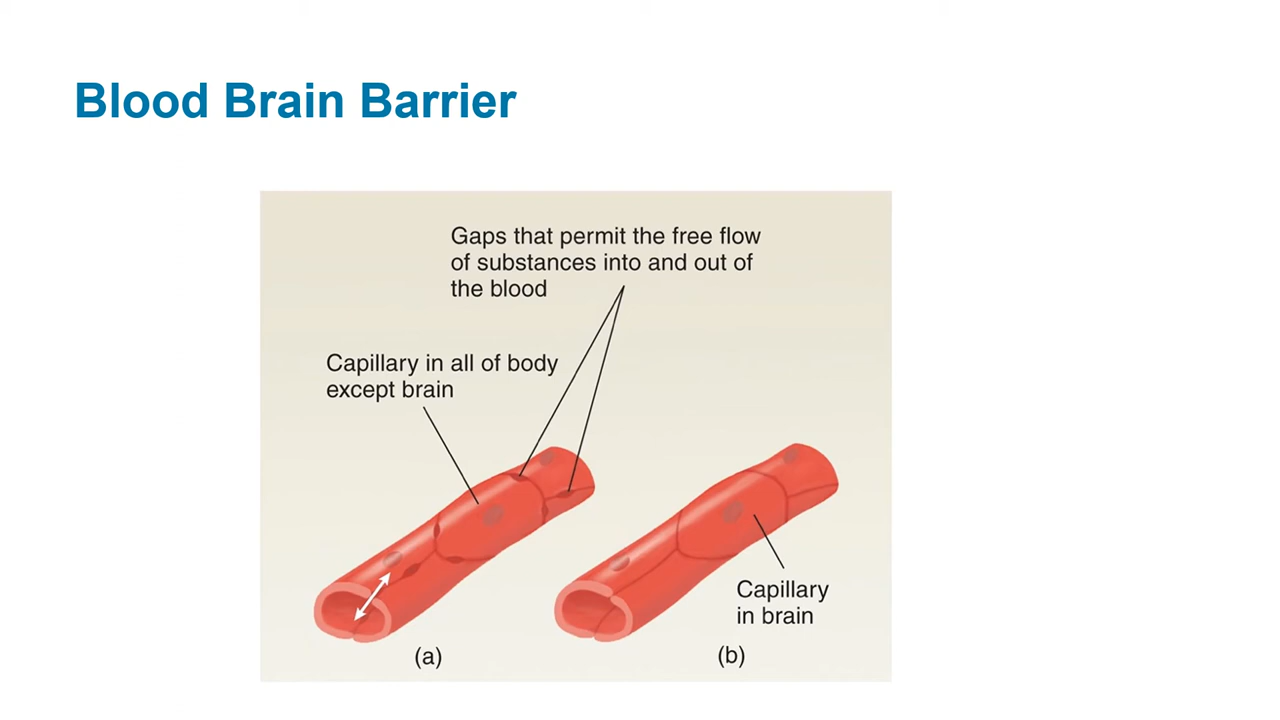 Blood Brain Barrier
Gaps that permit the free flow
of substances into and out of
the blood
Capillary in all of body
except brain
Capillary
in brain
(a)
(b)